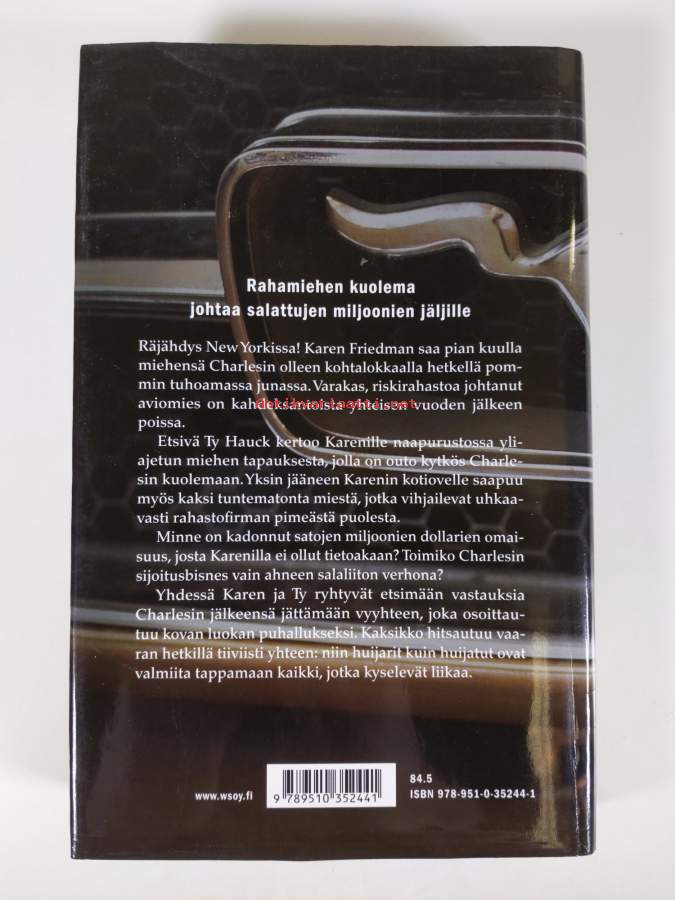 Rahamiehen kuolema
johtaa salattujen miljoonien jäljille
Räjähdys New Yorkissa! Karen Friedman saa pian kuulla
miehensä Charlesin olleen kohtalokkaalla hetkellä pom-
min tuhoamassa junassa. Varakas, riskirahastoa johtanut
aviomies on kahdeksantoista yhteisen vuoden jälkeen
poissa.
Etsivä Ty Hauck kertoo Karenille naapurustossa yli-
ajetun miehen tapauksesta, jolla on outo kytkös Charle-
sin kuolemaan. Yksin jääneen Karenin kotiovelle saapuu
myös kaksi tuntematonta miestä, jotka vihjailevat uhkaa-
vasti rahastofirman pimeästä puolesta.
Minne on kadonnut satojen miljoonien dollarien omai-
suus, josta Karenilla ei ollut tietoakaan? Toimiko Charlesin
sijoitusbisnes vain ahneen salaliiton verhona?
Yhdessä Karen ja Ty ryhtyvät etsimään vastauksia
Charlesin jälkeensä jättämään vyyhteen, joka osoittau-
tuu kovan luokan puhallukseksi. Kaksikko hitsautuu vaa-
ran hetkillä tiiviisti yhteen: niin huijarit kuin huijatut ovat
valmiita tappamaan kaikki, jotka kyselevät liikaa.
www.wsoy.fi
9 789510 352441
84.5
ISBN 978-951-0-35244-1